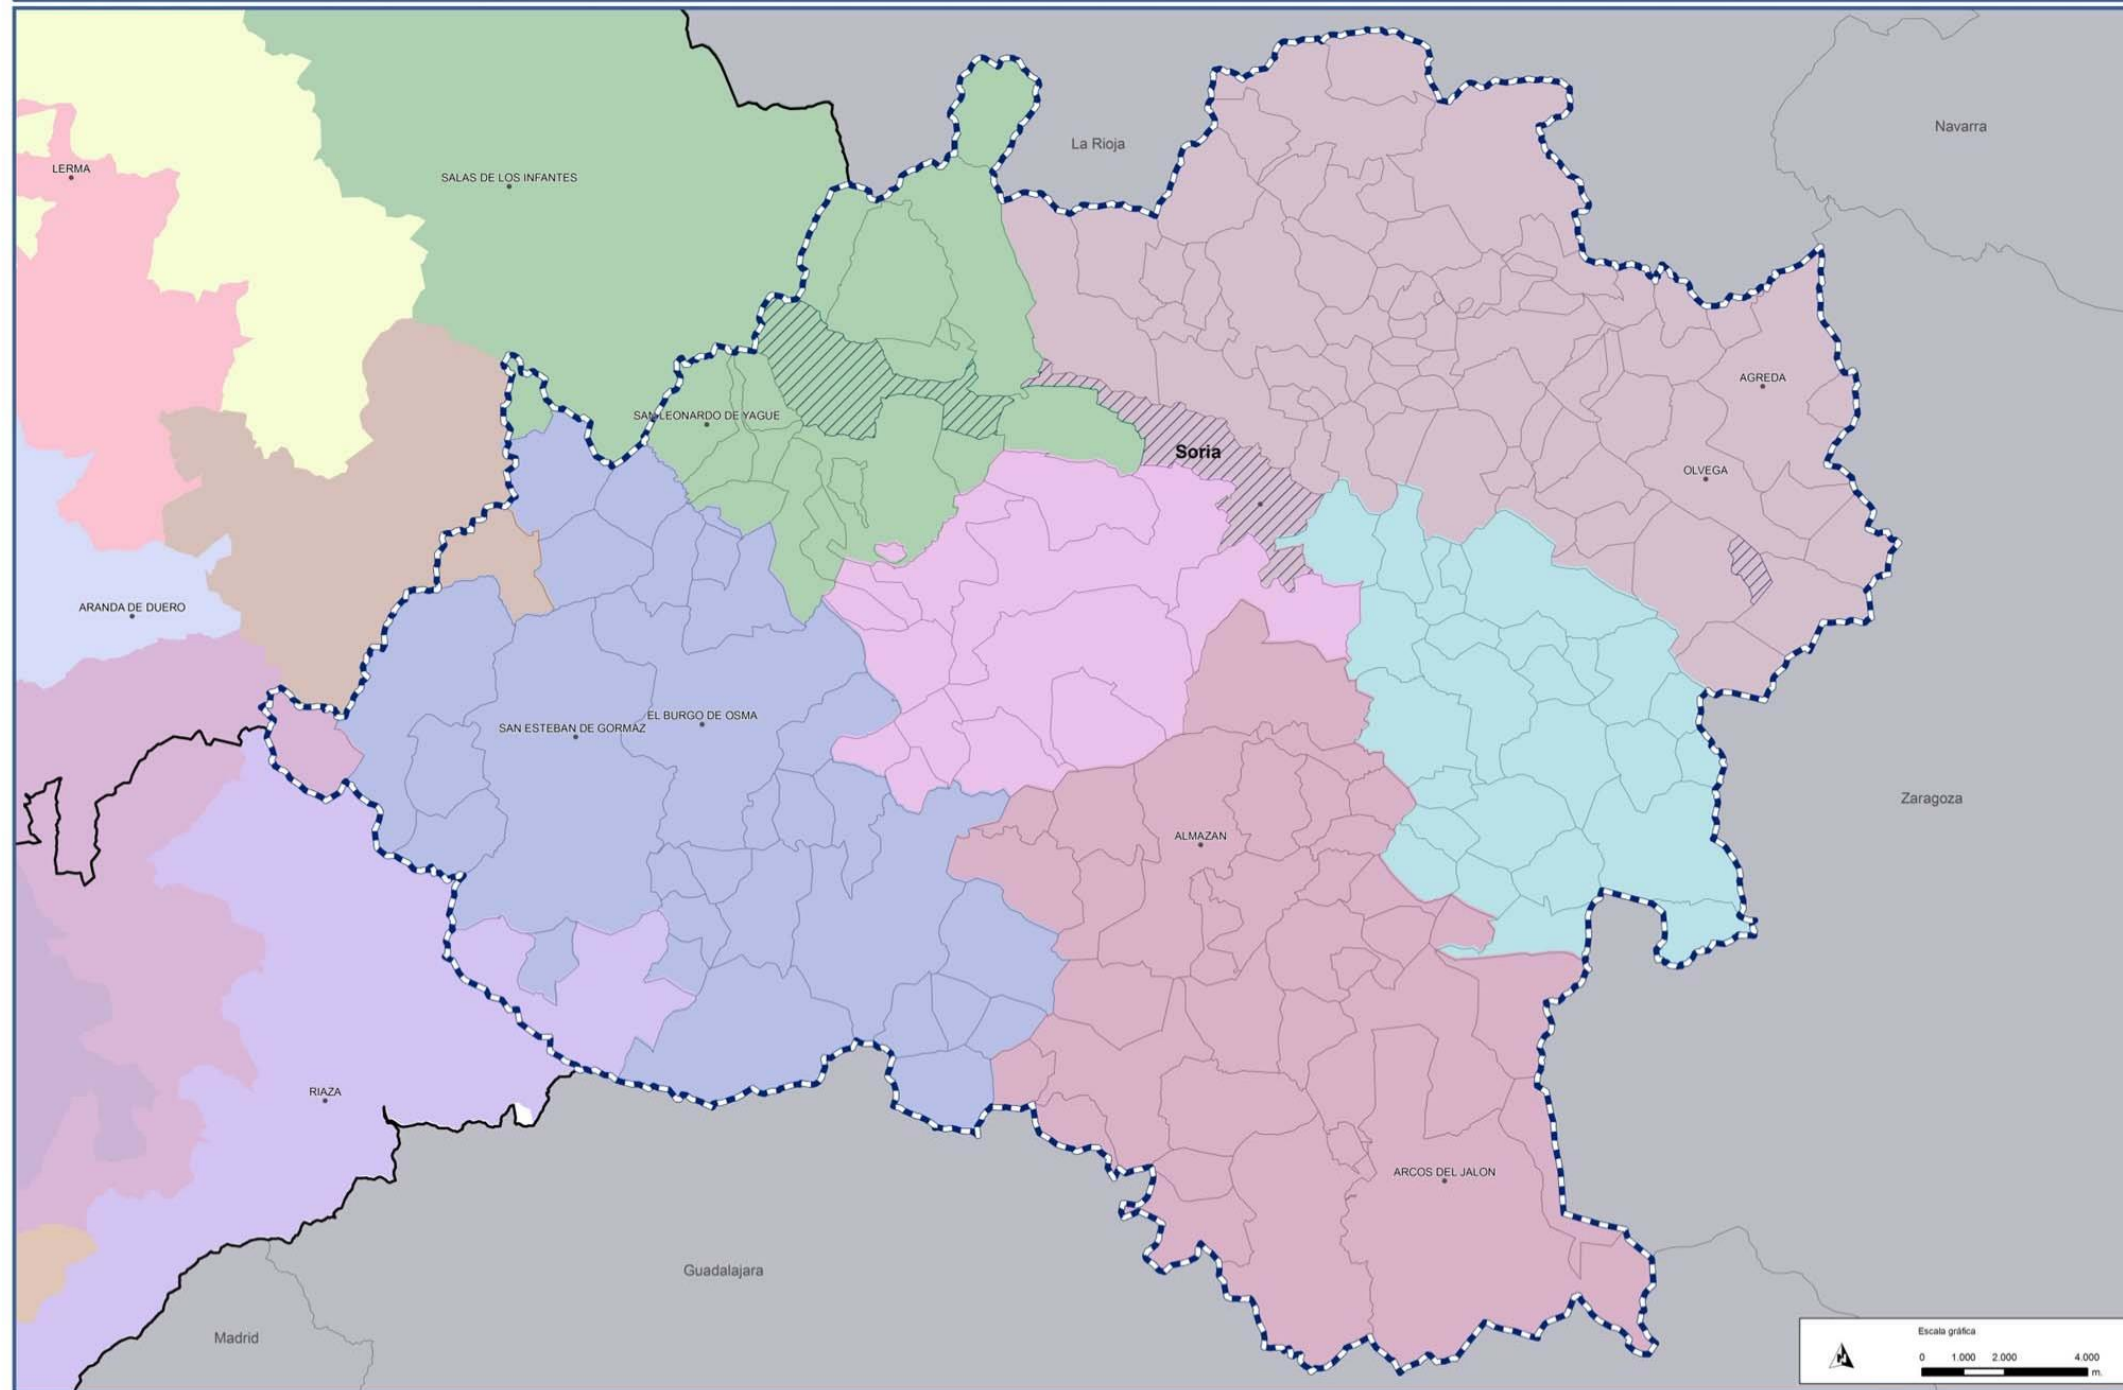 La Rioja
Navarra
LERMA
SALAS DE LOS INFANTES
AGREDA
SAN LEONARDO DE YAGUE
Soria
OLVEGA
ARANDA DE DUERO
EL BURGO DE OSMA
SAN ESTEBAN DE GORMAZ
Zaragoza
ALMAZAN
RIAZA
ARCOS DEL JALON
Guadalajara
Madrid
Escala gráfica
0 1.000 2.000 4.000
m.